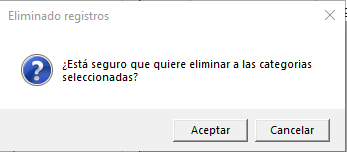 Eliminado registros
¿Está seguro que quiere eliminar a las categorias
seleccionadas?
Aceptar
Cancelar